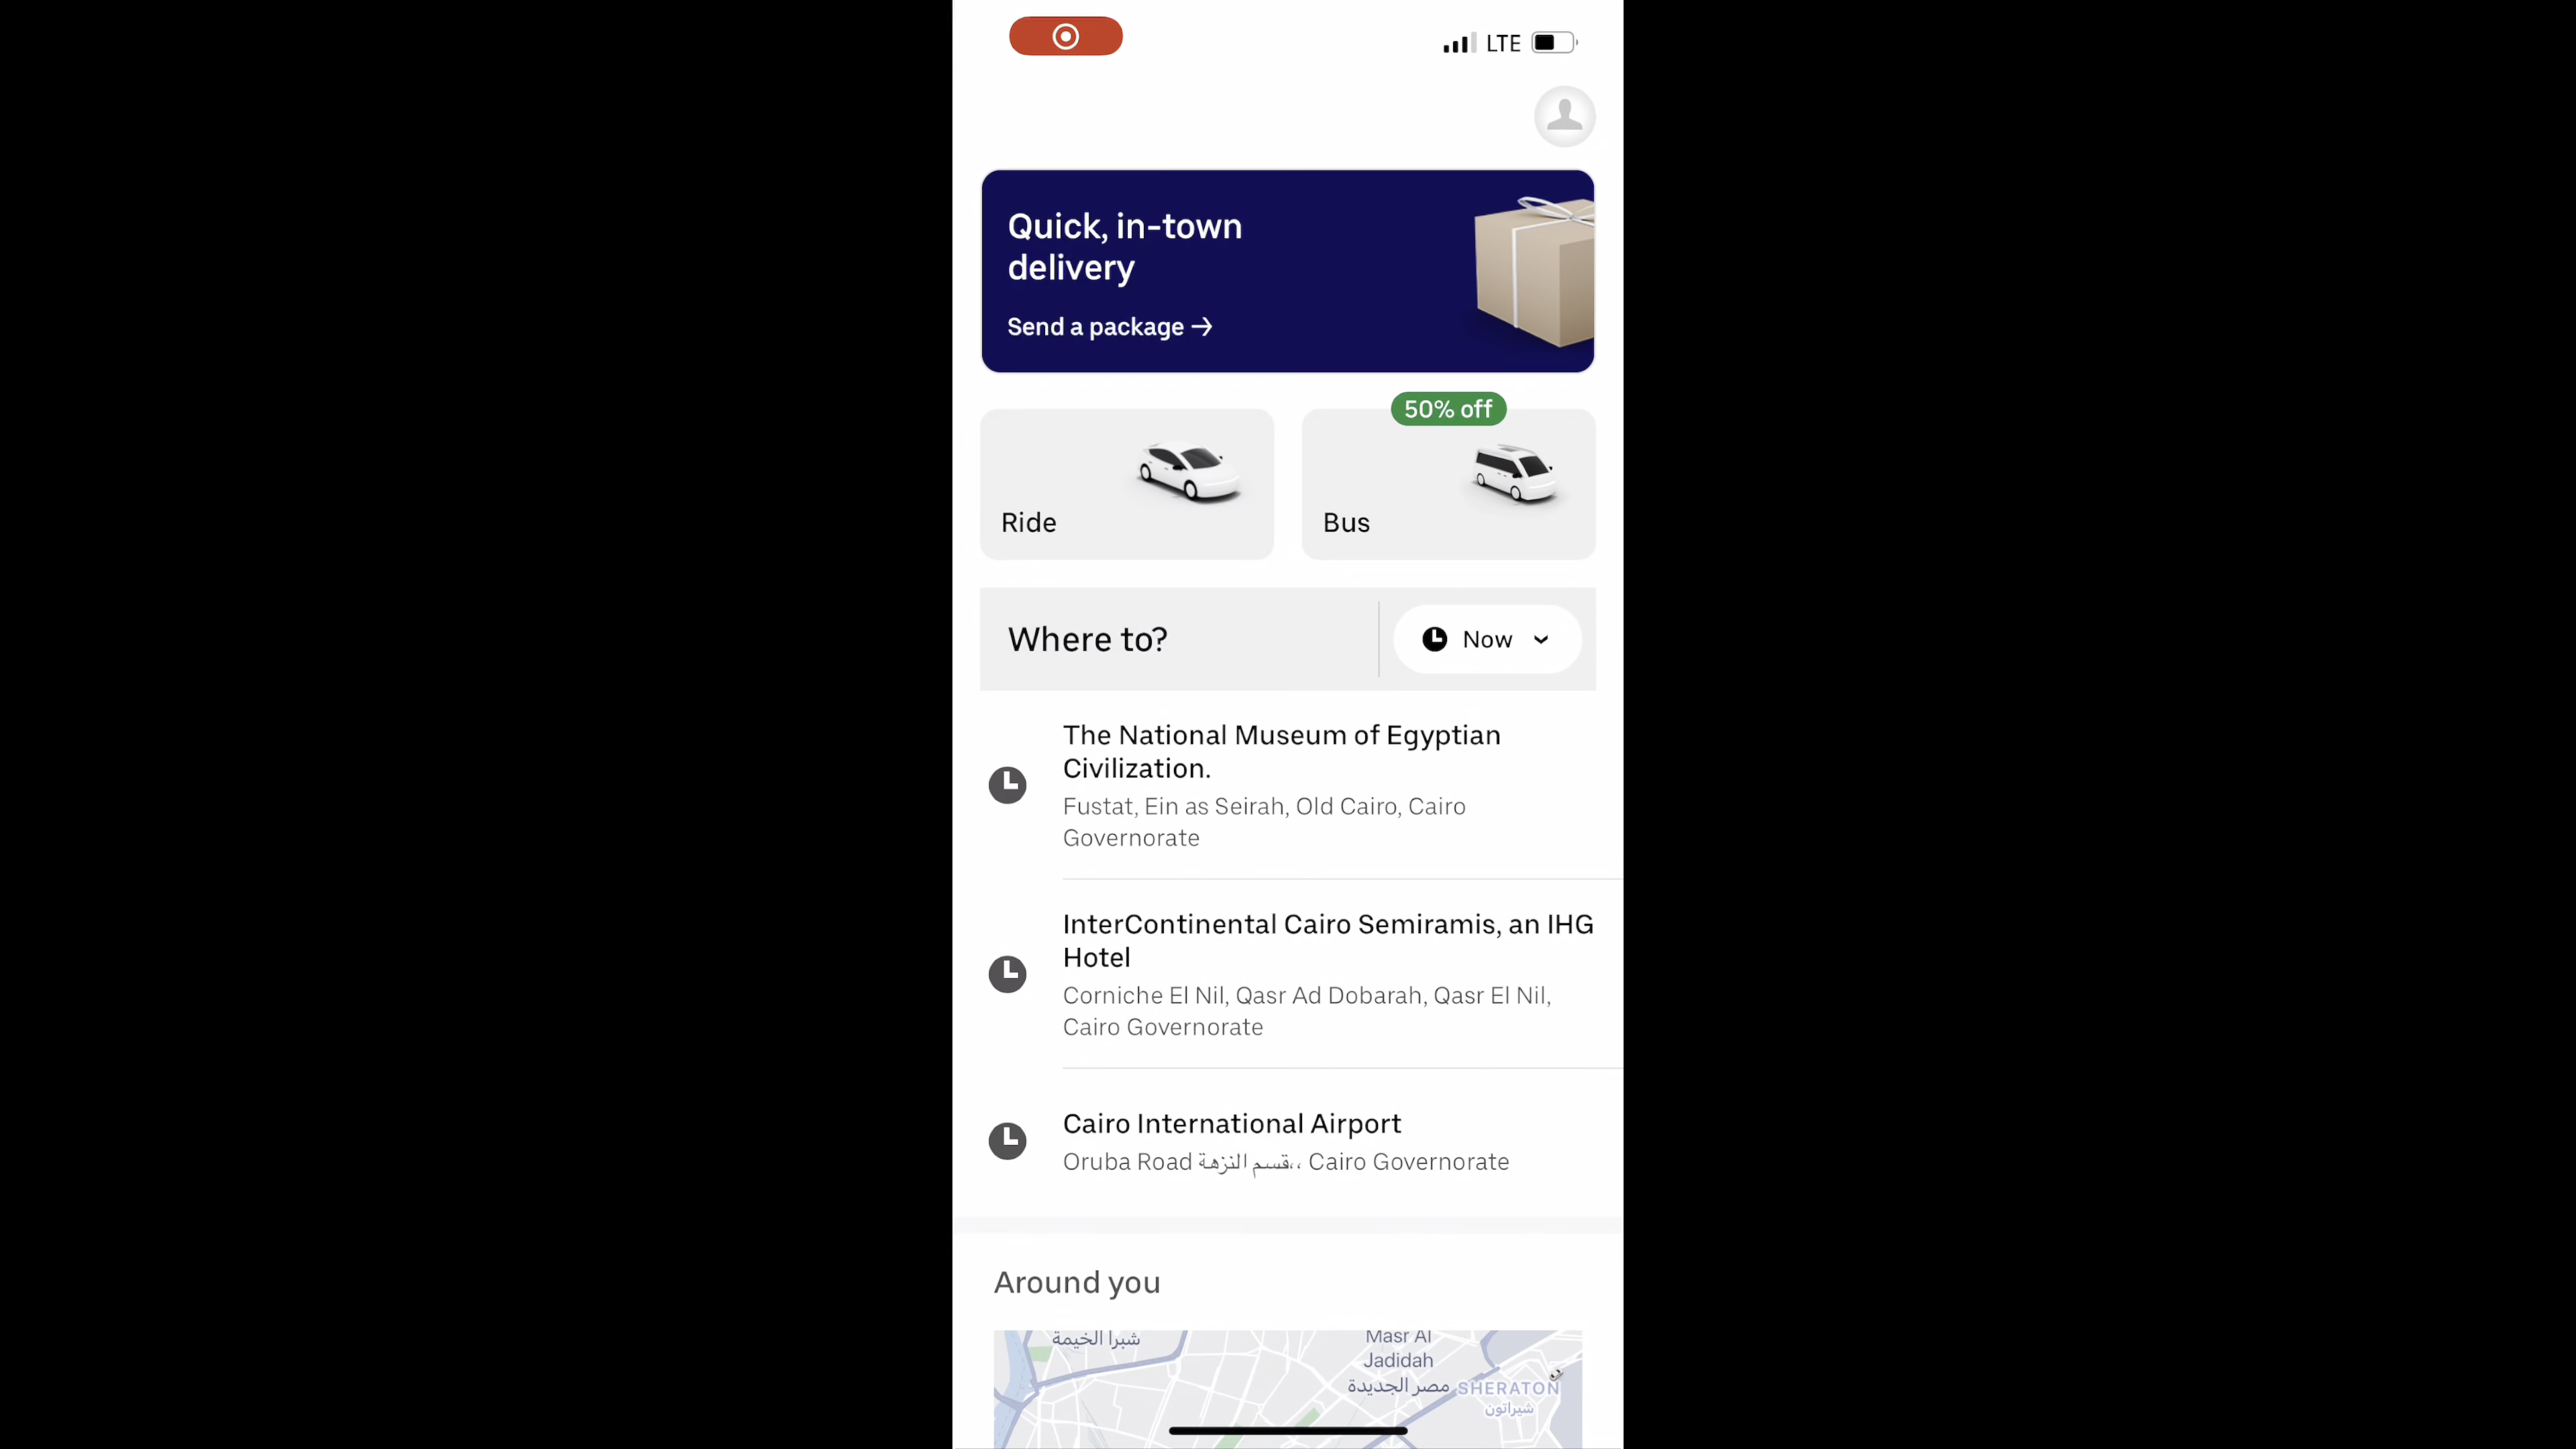 LTE
Quick, in-town
delivery
Send a package →
50% off
Ride
Bus
Where to?
Now
The National Museum of Egyptian
Civilization.
Fustat, Ein as Seirah, Old Cairo, Cairo
Governorate
InterContinental Cairo Semiramis, an IHG
Hotel
Corniche El Nil, Qasr Ad Dobarah, Qasr El Nil,
Cairo Governorate
Cairo International Airport
Oruba Road قسم النزهة،، Cairo Governorate
Around you
شبرا الخيمة
Masr Al
Jadidah
مصر الجديدة
SHERATON
شيراتون